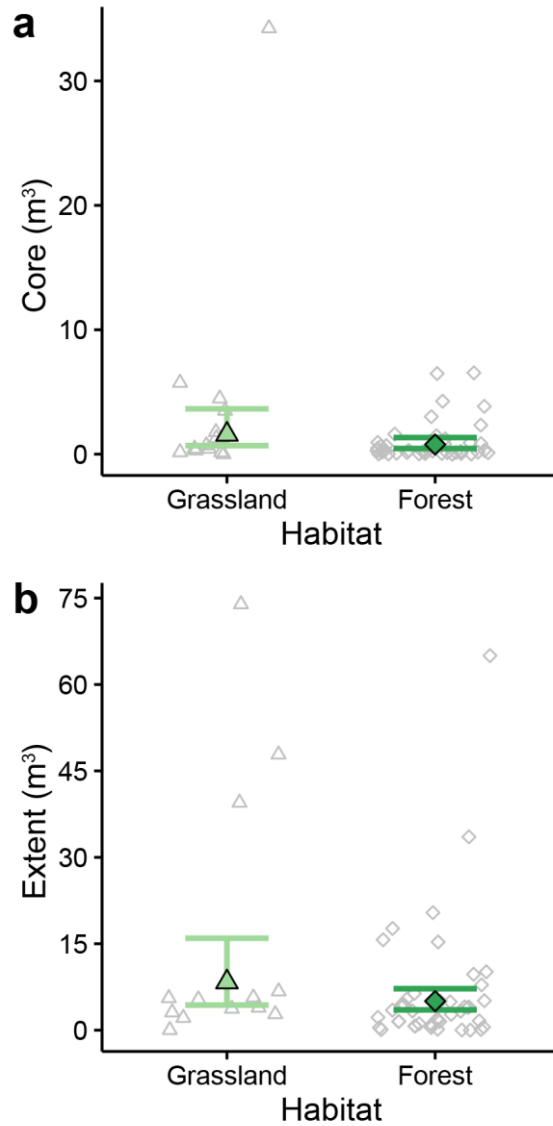 a
Core (m³)
30
20
10
0
Grassland Forest
Habitat
b
Extent (m³)
75
60
45
30
15
0
Grassland Forest
Habitat